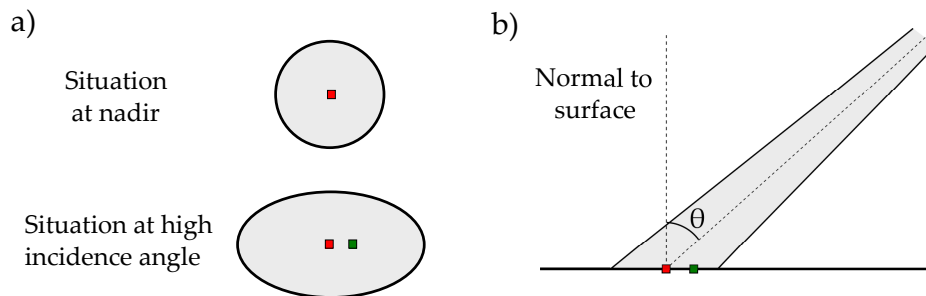 a)
Situation
at nadir
Situation at high
incidence angle
b)
Normal to
surface
θ